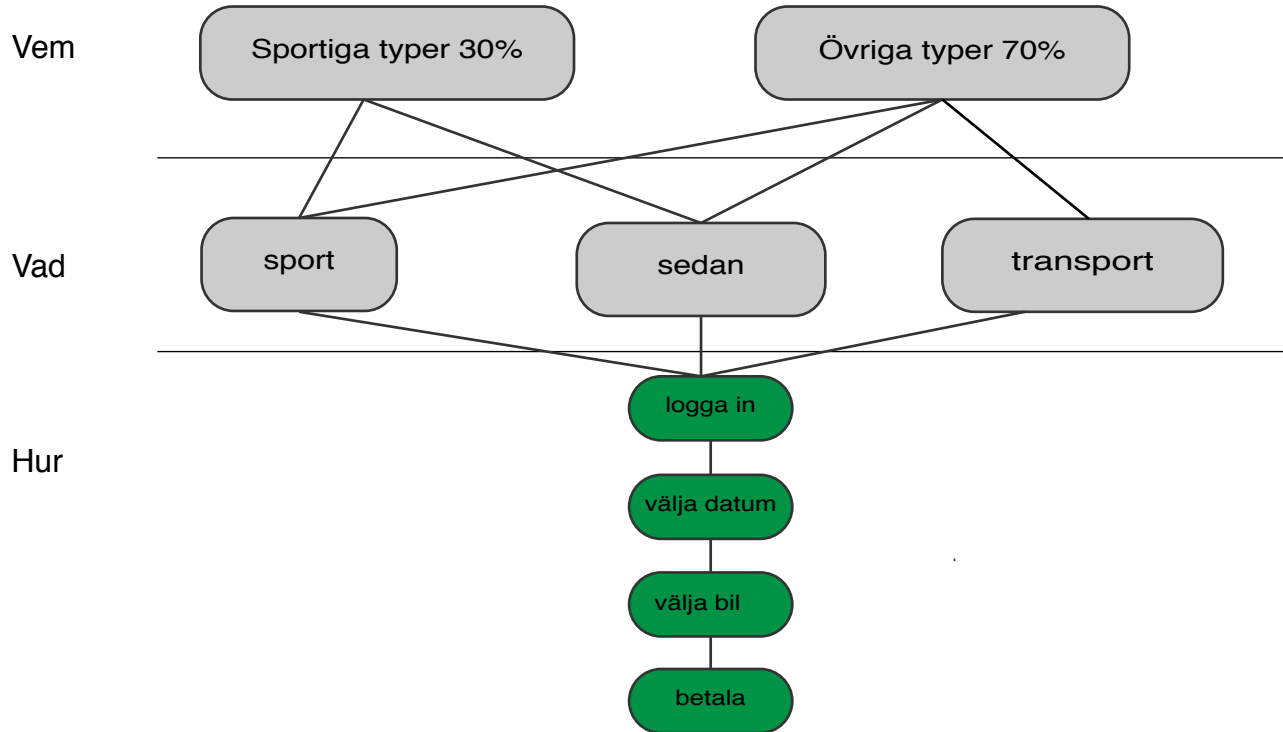 Vem
Sportiga typer 30%
Övriga typer 70%
Vad
sport
sedan
transport
Hur
logga in
välja datum
välja bil
betala